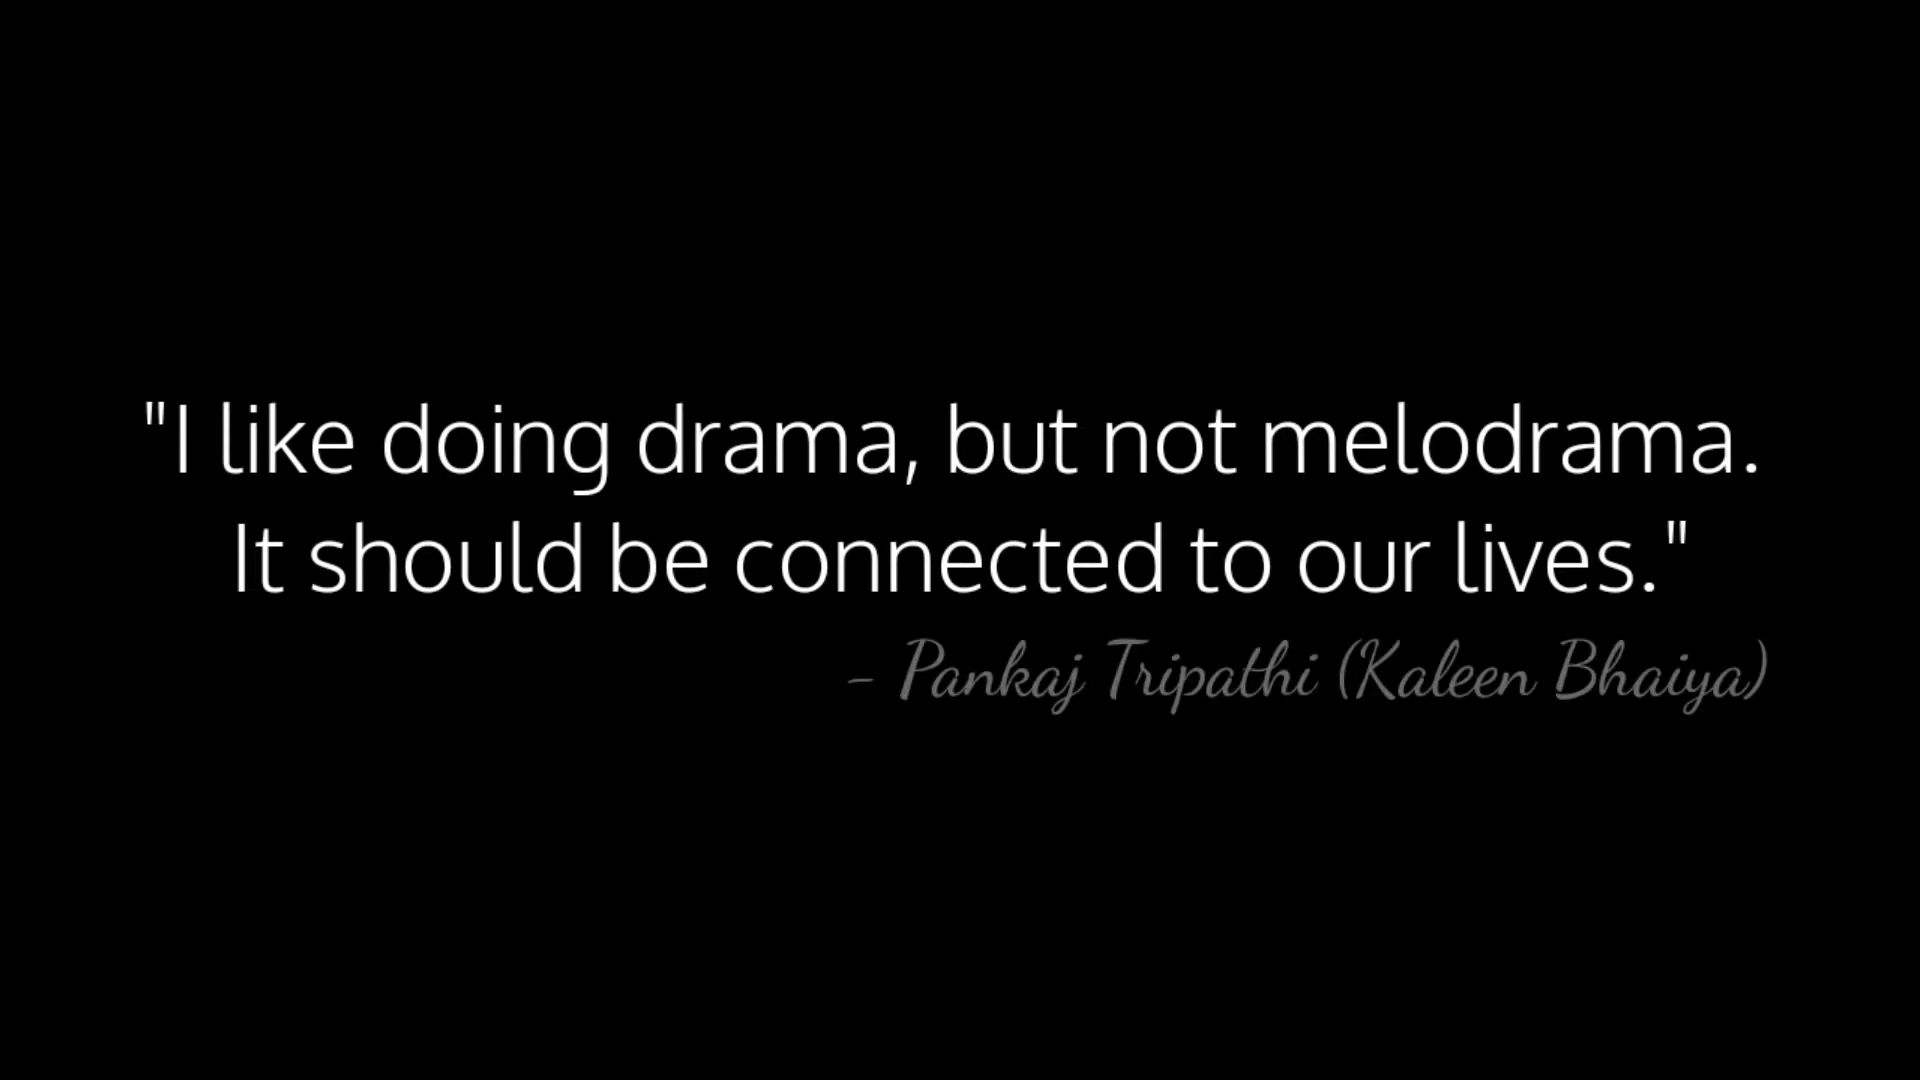 "I like doing drama, but not melodrama.
It should be connected to our lives."
- Pankaj Tripathi (Kaleen Bhaiya)